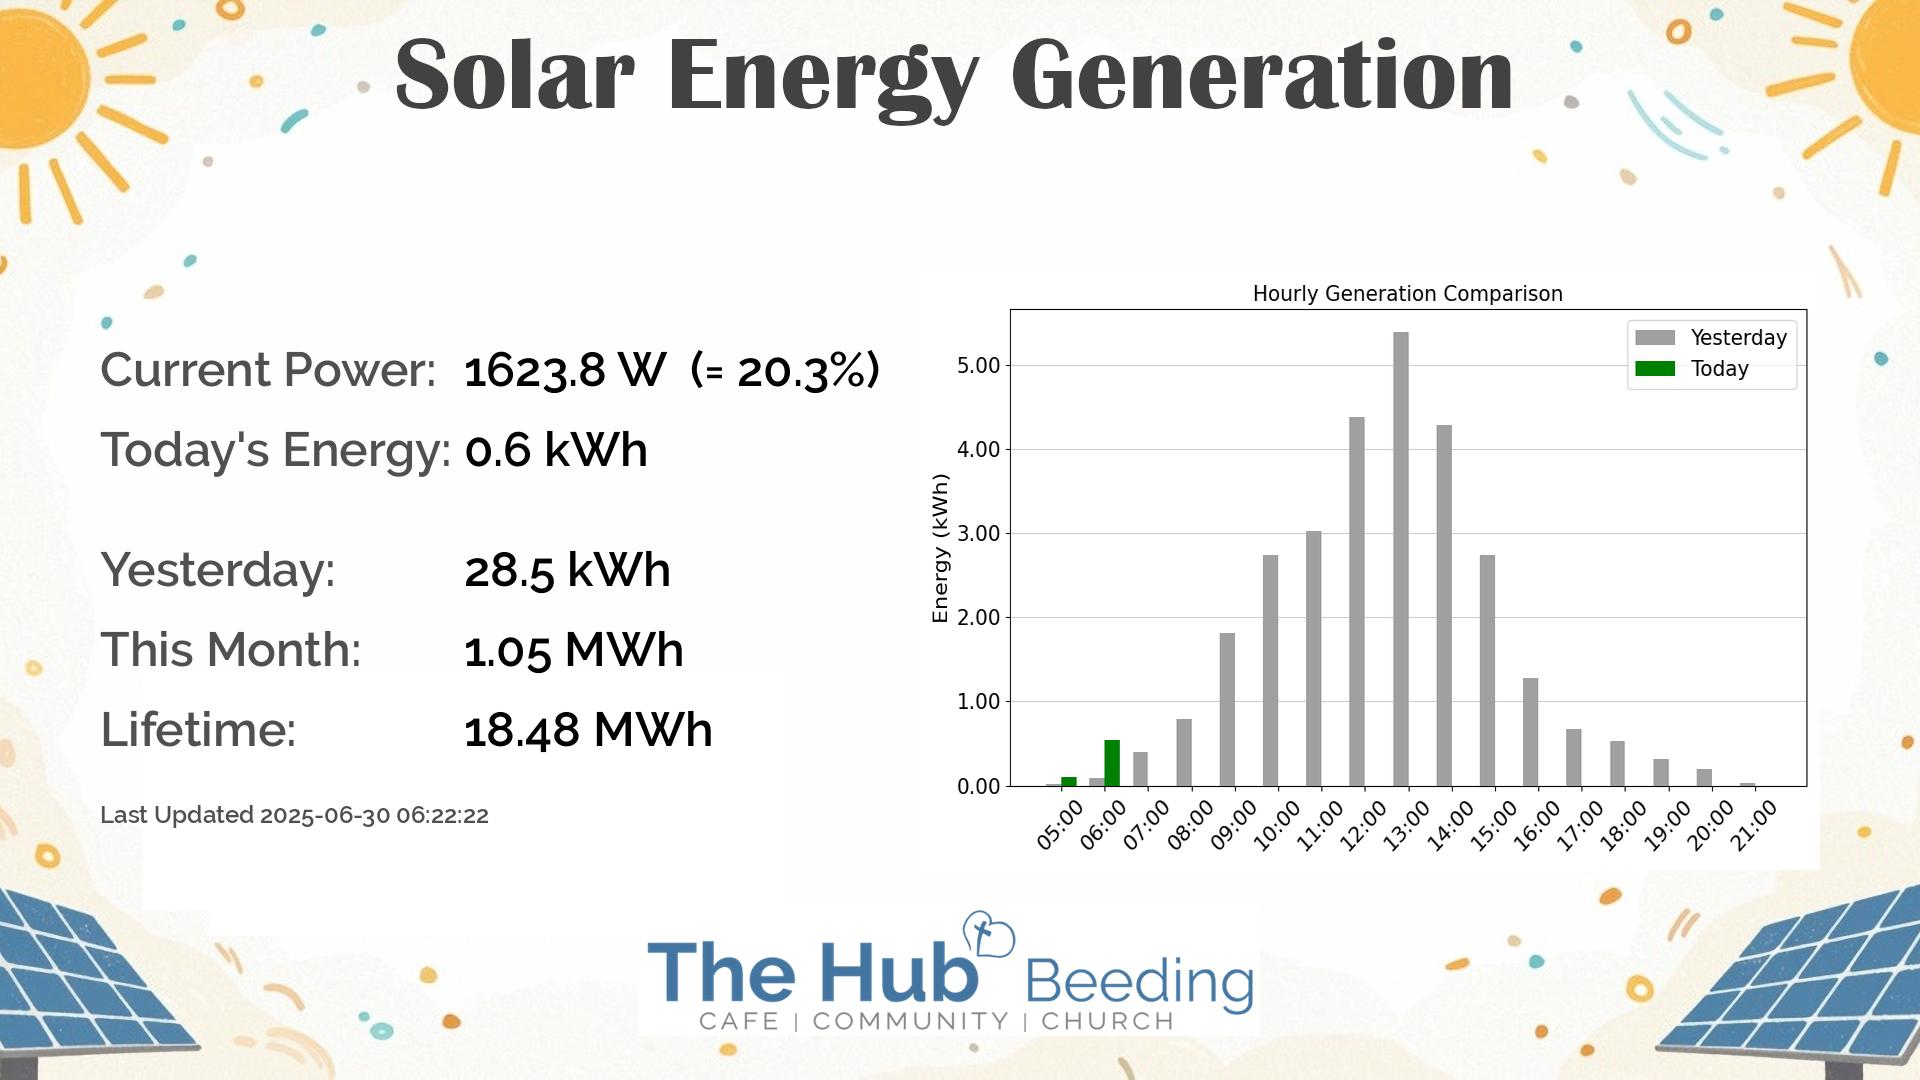 Solar Energy Generation
Current Power: 1623.8 W (= 20.3%)
Today's Energy: 0.6 kWh
Yesterday: 28.5 kWh
This Month: 1.05 MWh
Lifetime: 18.48 MWh
Last Updated 2025-06-30 06:22:22
Hourly Generation Comparison
Yesterday
Today
Energy (kWh)
5.00
4.00
3.00
2.00
1.00
0.00
05:00 06:00 07:00 08:00 09:00 10:00 11:00 12:00 13:00 14:00 15:00 16:00 17:00 18:00 19:00 20:00 21:00
The Hub Beeding
CAFE | COMMUNITY | CHURCH